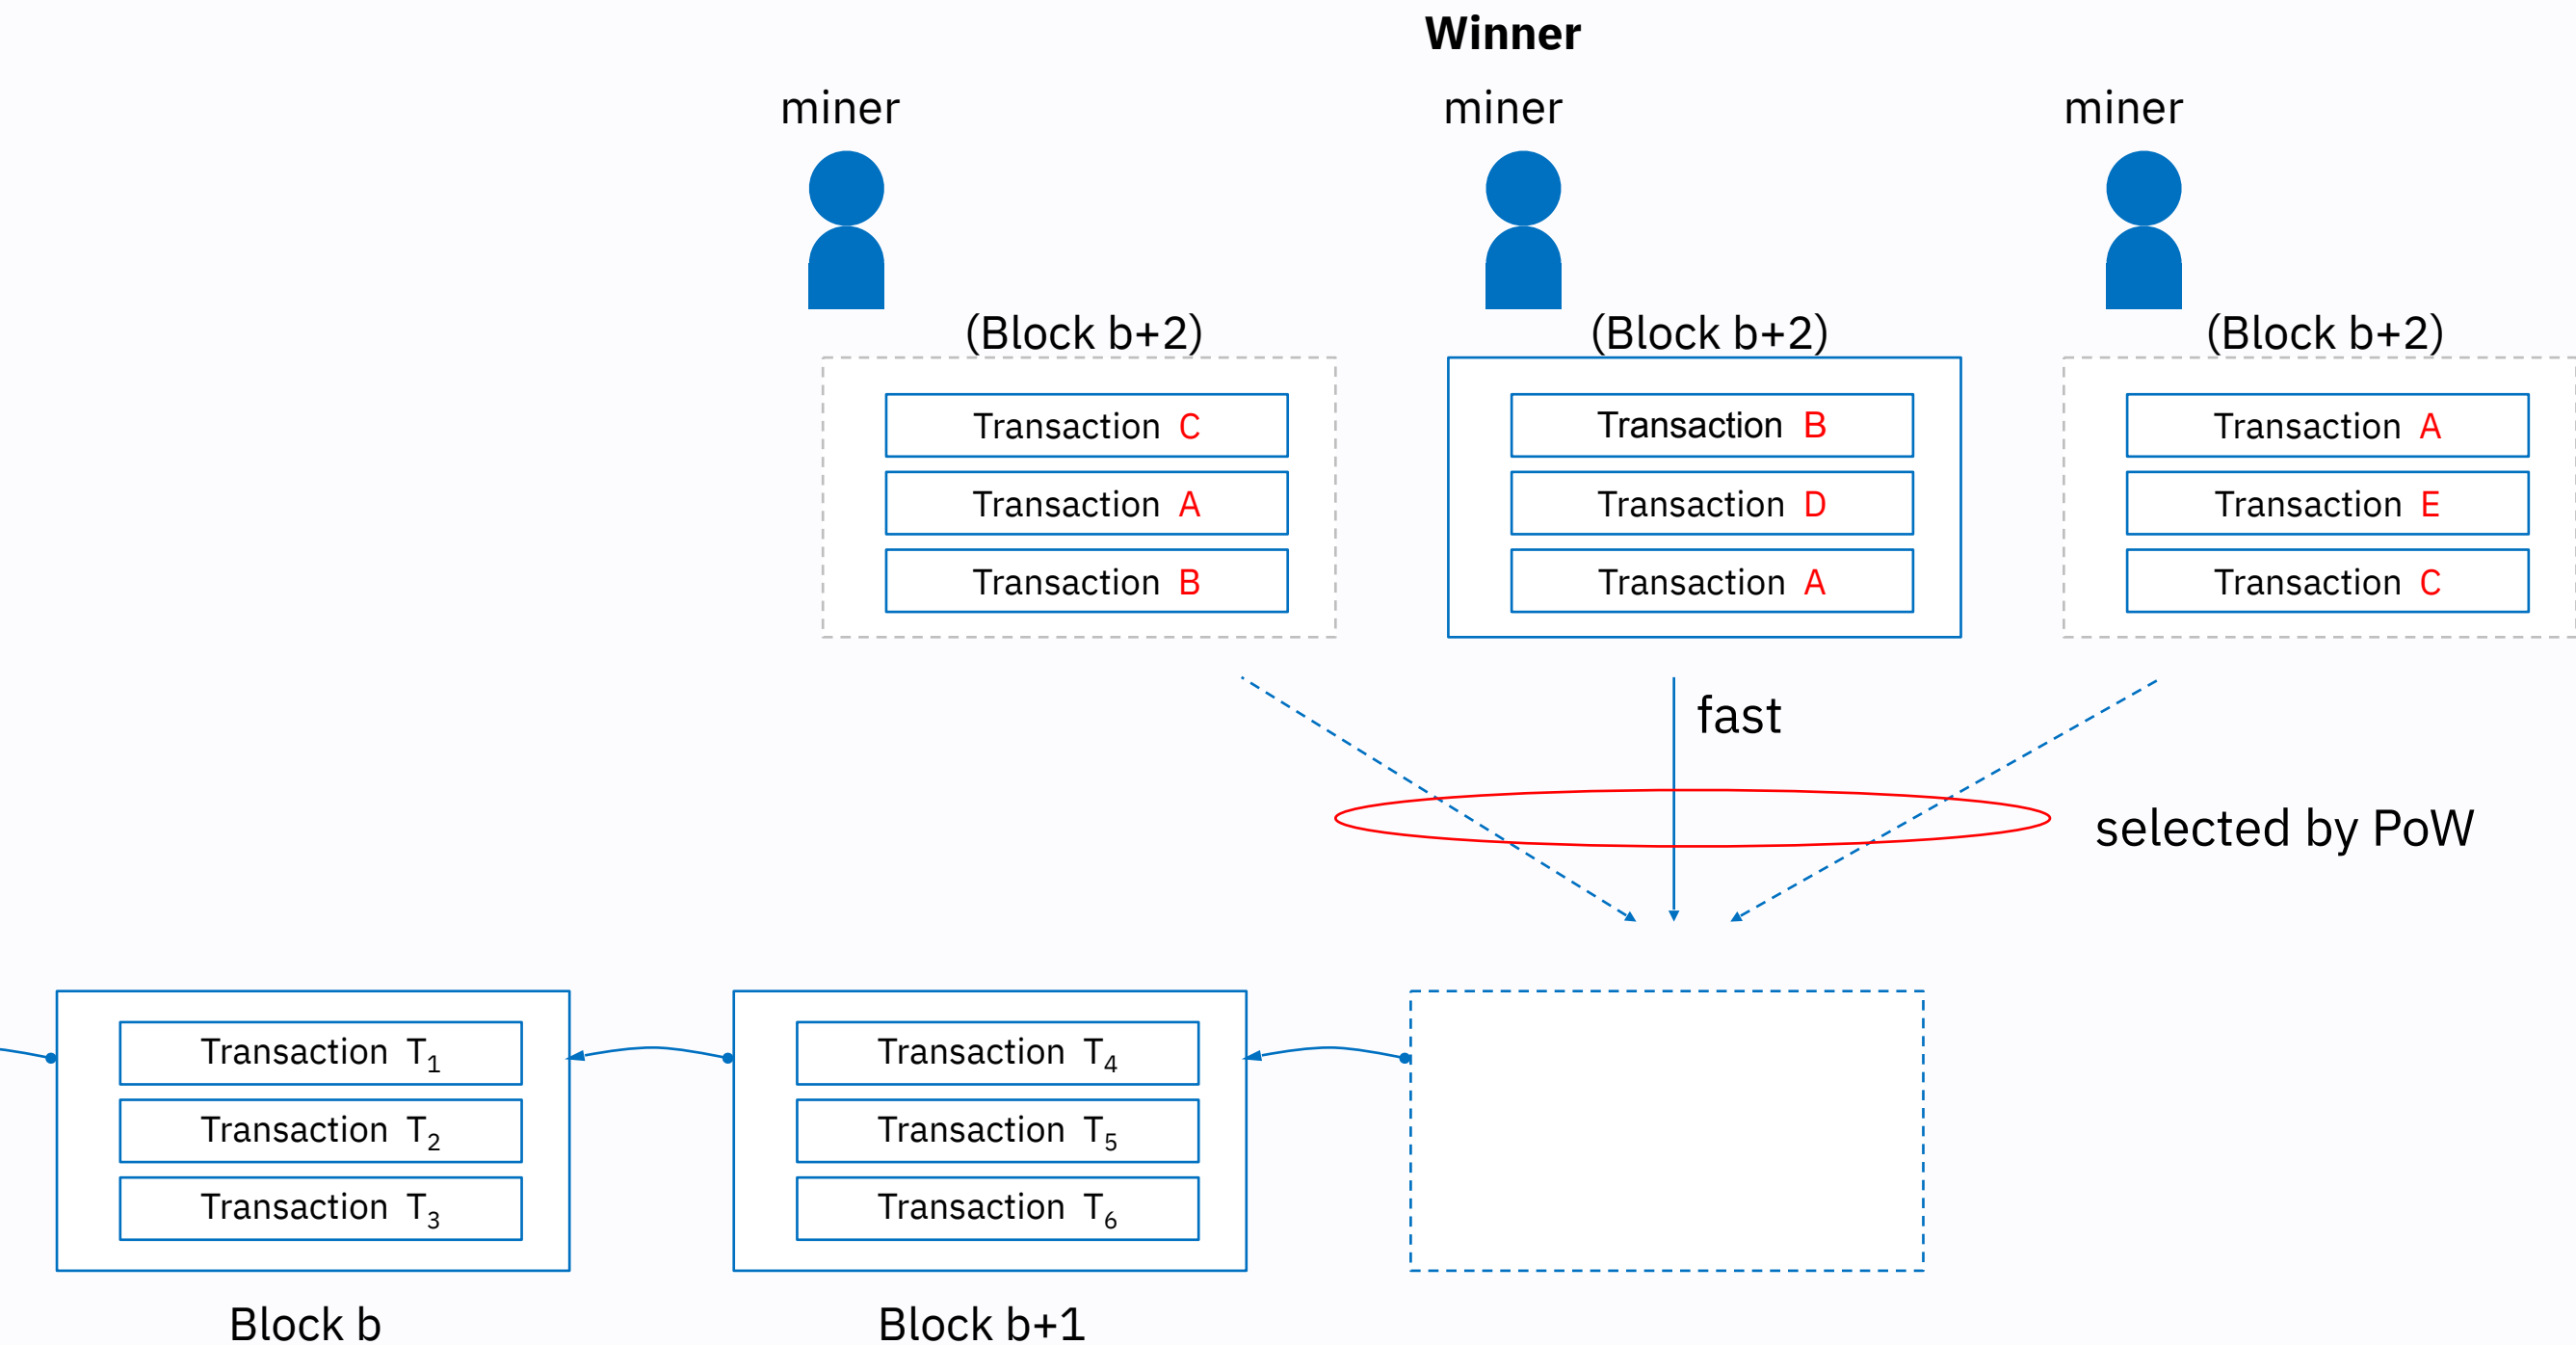 Winner
miner
miner
miner
(Block b+2)
(Block b+2)
(Block b+2)
Transaction C
Transaction A
Transaction B
Transaction B
Transaction D
Transaction A
Transaction A
Transaction E
Transaction C
fast
selected by PoW
Transaction T₁
Transaction T₂
Transaction T₃
Transaction T₄
Transaction T₅
Transaction T₆
Block b
Block b+1